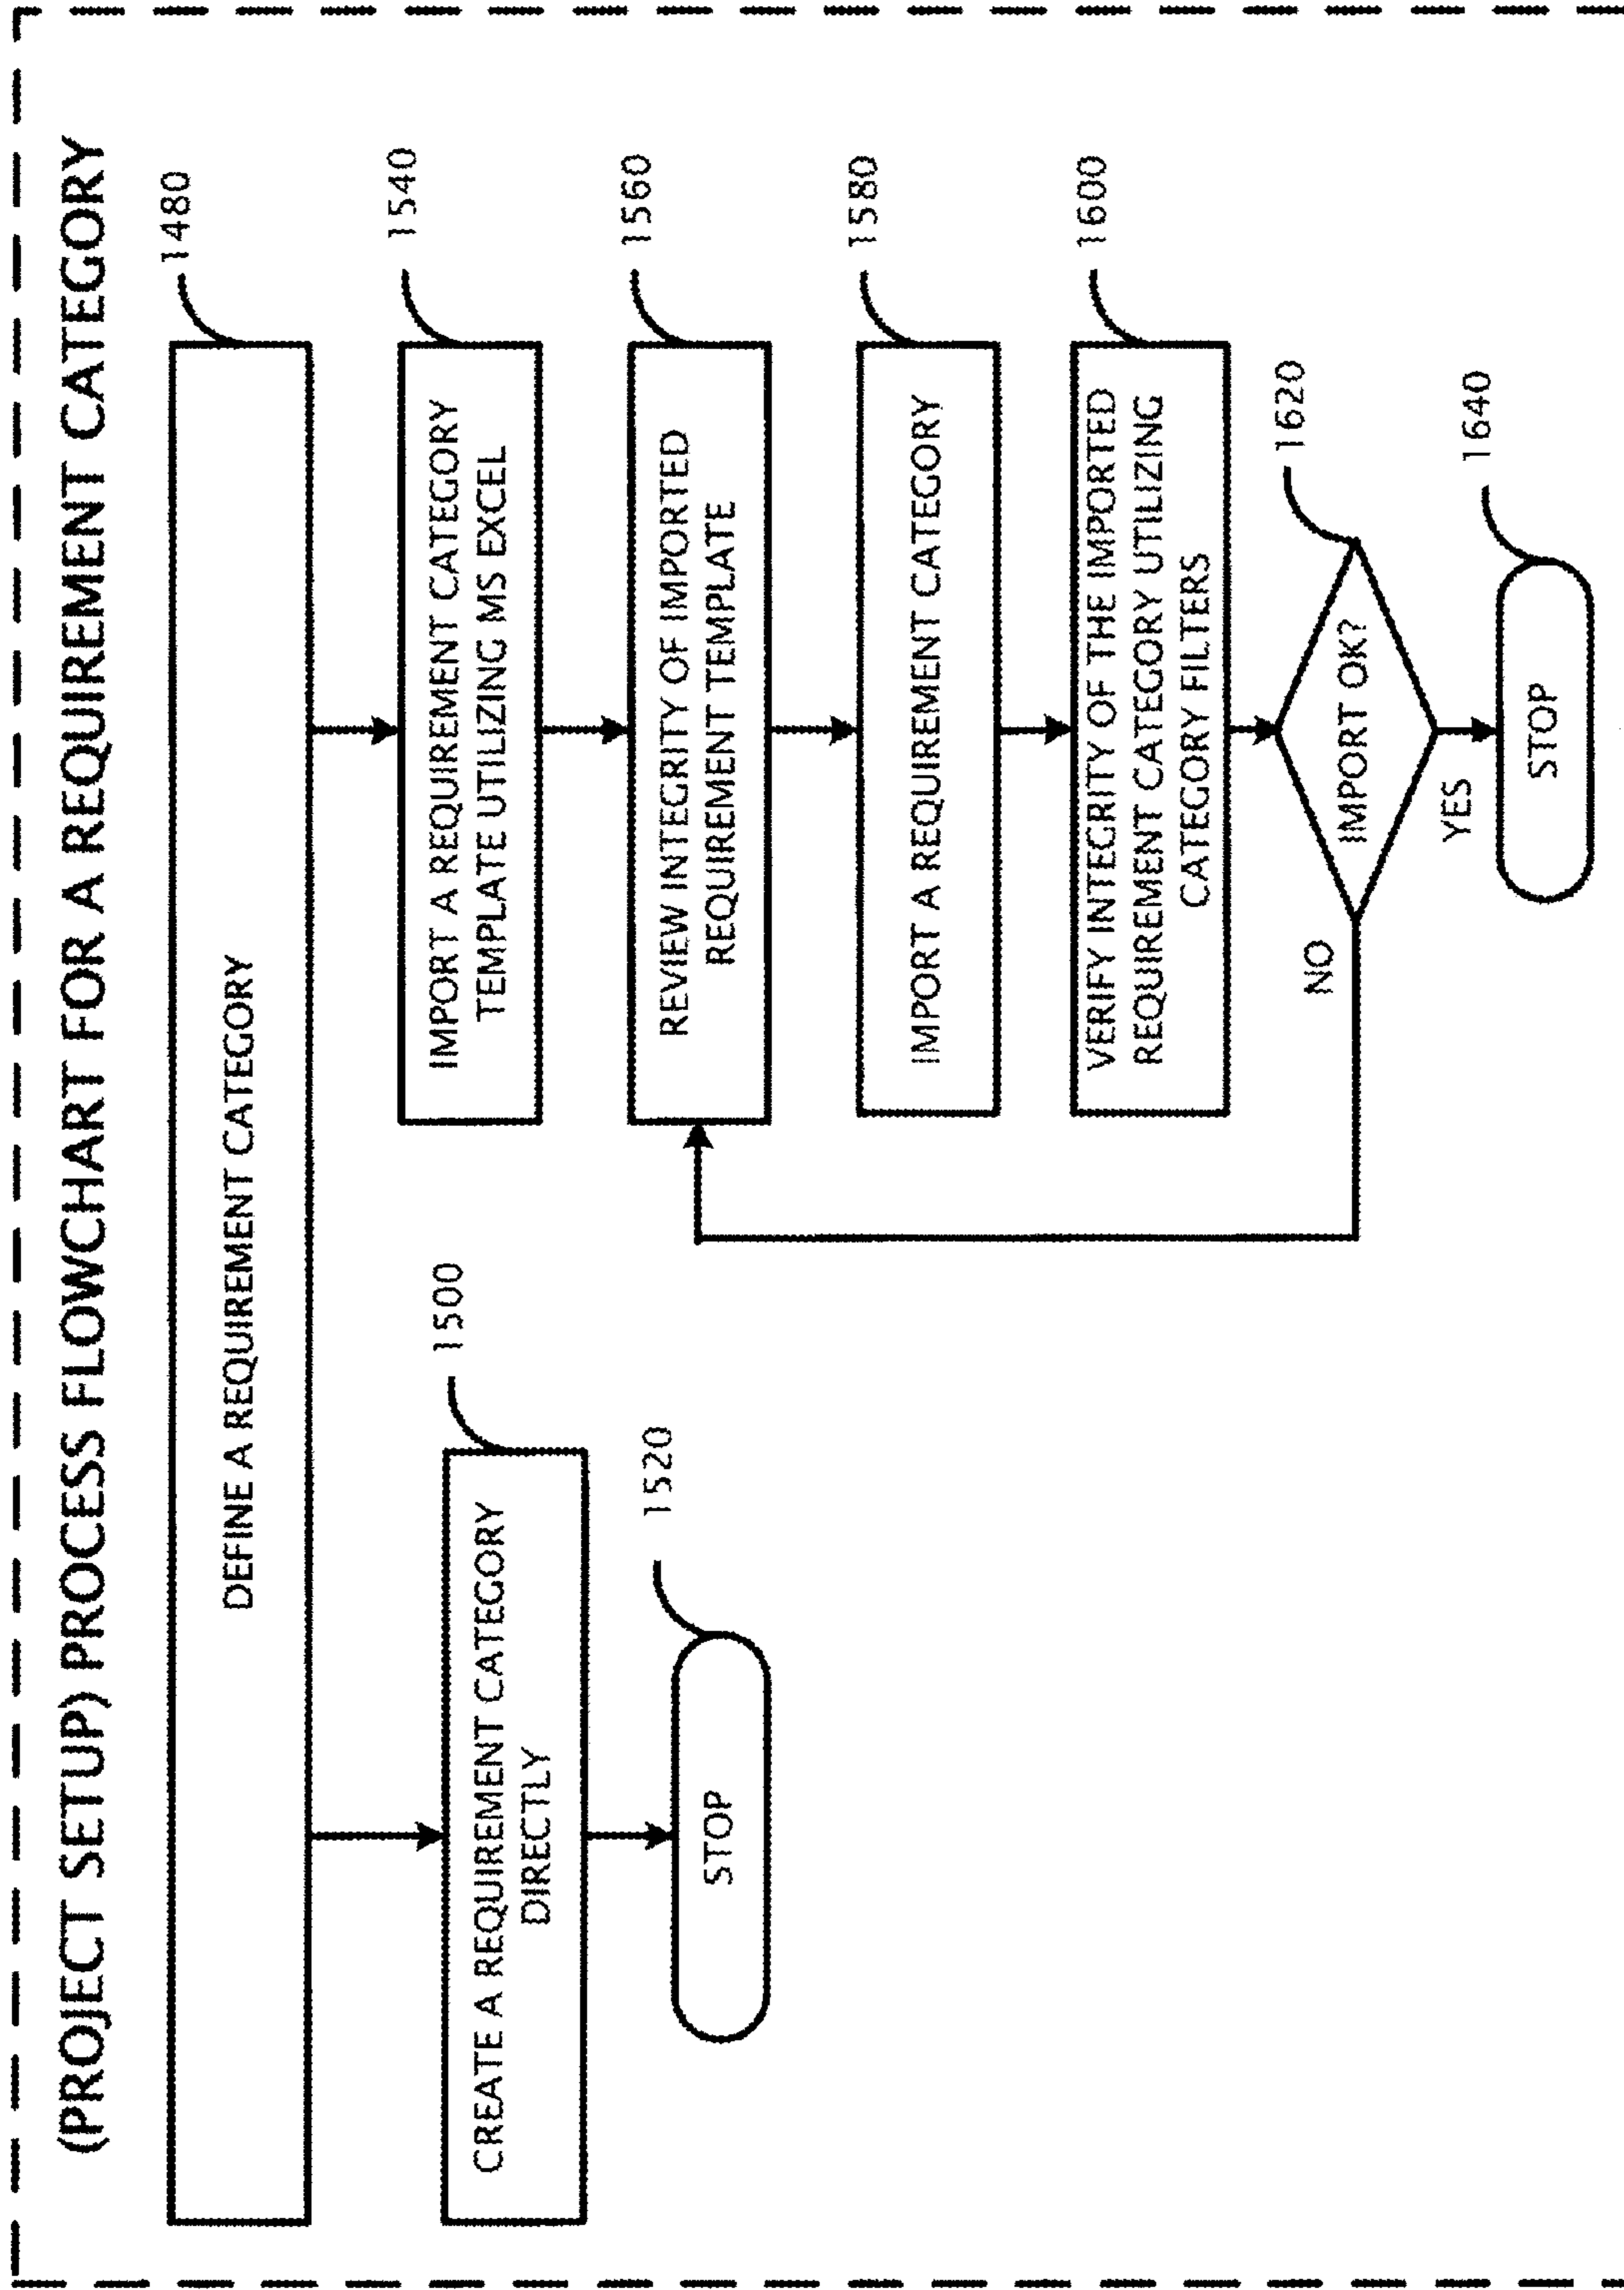 (PROJECT SETUP) PROCESS FLOWCHART FOR A REQUIREMENT CATEGORY
1480
DEFINE A REQUIREMENT CATEGORY
1500
CREATE A REQUIREMENT CATEGORY
DIRECTLY
1520
STOP
1540
IMPORT A REQUIREMENT CATEGORY
TEMPLATE UTILIZING MS EXCEL
1560
REVIEW INTEGRITY OF IMPORTED
REQUIREMENT TEMPLATE
1580
IMPORT A REQUIREMENT CATEGORY
1600
VERIFY INTEGRITY OF THE IMPORTED
REQUIREMENT CATEGORY UTILIZING
CATEGORY FILTERS
1620
IMPORT OK?
NO
YES
1640
STOP